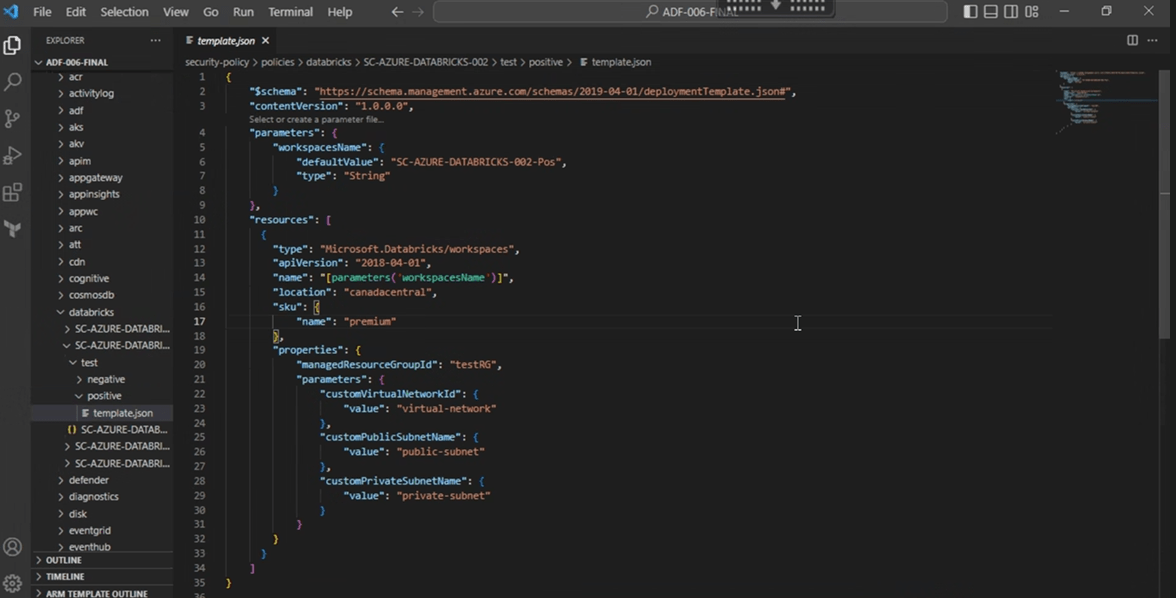 File Edit Selection View Go Run Terminal Help
EXPLORER ...
ADF-006-FINAL
acr
activitylog
adf
aks
akv
apim
appgateway
appinsights
appwc
arc
att
cdn
cognitive
cosmosdb
databricks
SC-AZURE-DATABRI...
SC-AZURE-DATABRI...
test
negative
positive
template.json
{} SC-AZURE-DATAB...
SC-AZURE-DATABRI...
SC-AZURE-DATABRI...
defender
diagnostics
disk
eventgrid
eventhub
OUTLINE
TIMELINE
ARM TEMPLATE OUTLINE
template.json
security-policy > policies > databricks > SC-AZURE-DATABRICKS-002 > test > positive > template.json
1 {
2 "$schema": "https://schema.management.azure.com/schemas/2019-04-01/deploymentTemplate.json#",
3 "contentVersion": "1.0.0.0",
Select or create a parameter file...
4 "parameters": {
5 "workspacesName": {
6 "defaultValue": "SC-AZURE-DATABRICKS-002-Pos",
7 "type": "String"
8 }
9 },
10 "resources": [
11 {
12 "type": "Microsoft.Databricks/workspaces",
13 "apiVersion": "2018-04-01",
14 "name": "[parameters('workspacesName')]",
15 "location": "canadacentral",
16 "sku": {
17 "name": "premium"
18 },
19 "properties": {
20 "managedResourceGroupId": "testRG",
21 "parameters": {
22 "customVirtualNetworkId": {
23 "value": "virtual-network"
24 },
25 "customPublicSubnetName": {
26 "value": "public-subnet"
27 },
28 "customPrivateSubnetName": {
29 "value": "private-subnet"
30 }
31 }
32 }
33 }
34 ]
35 }
36